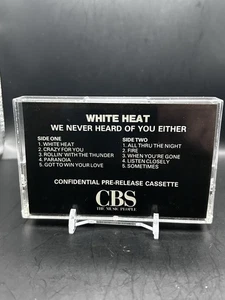 WHITE HEAT
WE NEVER HEARD OF YOU EITHER
SIDE ONE
1. WHITE HEAT
2. CRAZY FOR YOU
3. ROLLIN' WITH THE THUNDER
4. PARANOIA
5. GOT TO WIN YOUR LOVE
SIDE TWO
1. ALL THRU THE NIGHT
2. FIRE
3. WHEN YOU'RE GONE
4. LISTEN CLOSELY
5. SOMETIMES
CONFIDENTIAL PRE-RELEASE CASSETTE
CBS
THE MUSIC PEOPLE